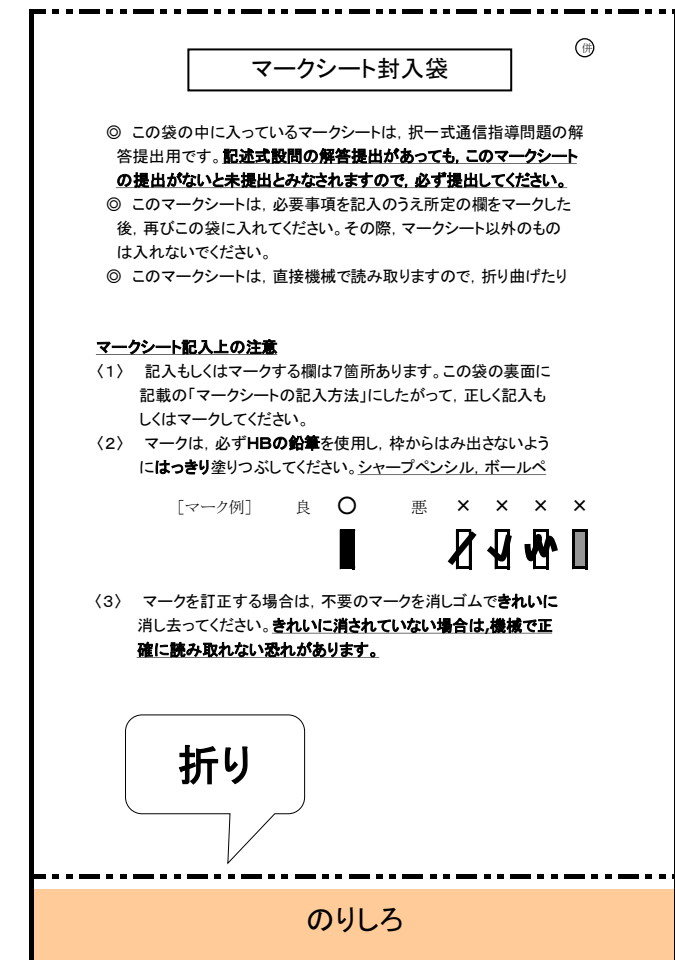 ㊑
マークシート封入袋
◎ この袋の中に入っているマークシートは，択一式通信指導問題の解
答提出用です。記述式設問の解答提出があっても，このマークシート
の提出がないと未提出とみなされますので，必ず提出してください。
◎ このマークシートは，必要事項を記入のうえ所定の欄をマークした
後，再びこの袋に入れてください。その際，マークシート以外のもの
は入れないでください。
◎ このマークシートは，直接機械で読み取りますので，折り曲げたり
マークシート記入上の注意
〈1〉 記入もしくはマークする欄は7箇所あります。この袋の裏面に
記載の「マークシートの記入方法」にしたがって，正しく記入も
しくはマークしてください。
〈2〉 マークは，必ずHBの鉛筆を使用し，枠からはみ出さないよう
にはっきり塗りつぶしてください。シャープペンシル，ボールペ
［マーク例］ 良 ○ 悪 × × × ×
〈3〉 マークを訂正する場合は，不要のマークを消しゴムできれいに
消し去ってください。きれいに消されていない場合は,機械で正
確に読み取れない恐れがあります。
折り
のりしろ